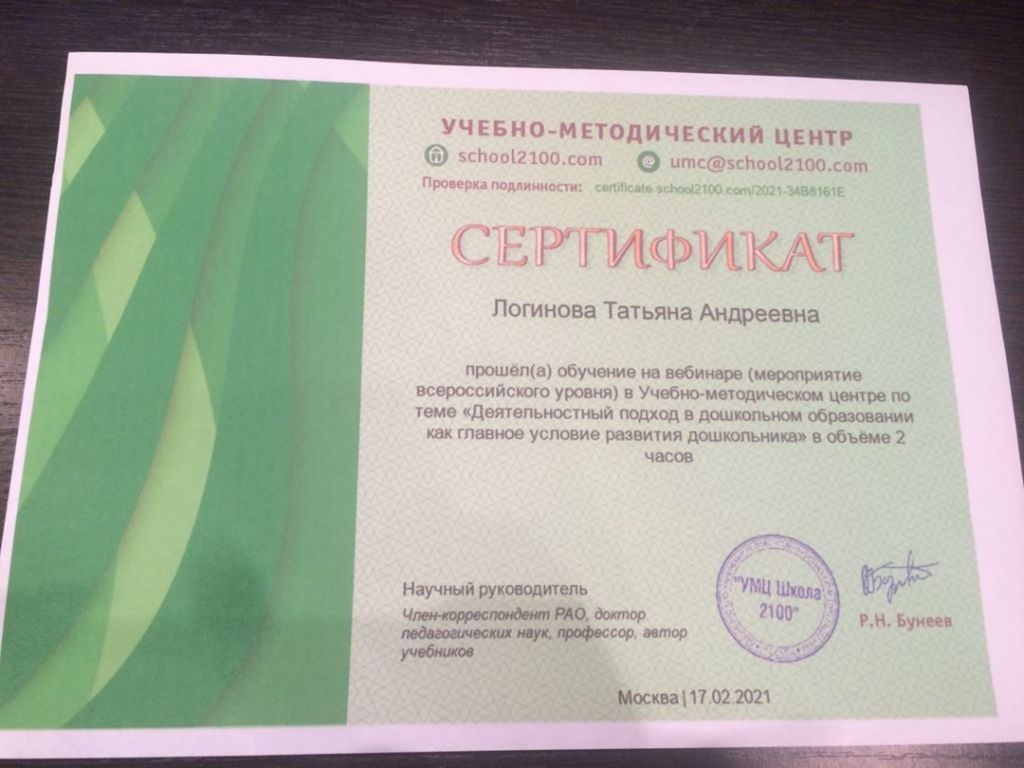 УЧЕБНО-МЕТОДИЧЕСКИЙ ЦЕНТР
school2100.com umc@school2100.com
Проверка подлинности: certificate.school2100.com/2021-34B8161E
СЕРТИФИКАТ
Логинова Татьяна Андреевна
прошёл(а) обучение на вебинаре (мероприятие
всероссийского уровня) в Учебно-методическом центре по
теме «Деятельностный подход в дошкольном образовании
как главное условие развития дошкольника» в объёме 2
часов
Научный руководитель
Член-корреспондент РАО, доктор
педагогических наук, профессор, автор
учебников
"УМЦ Школа
2100"
Р.Н. Бунеев
Москва|17.02.2021